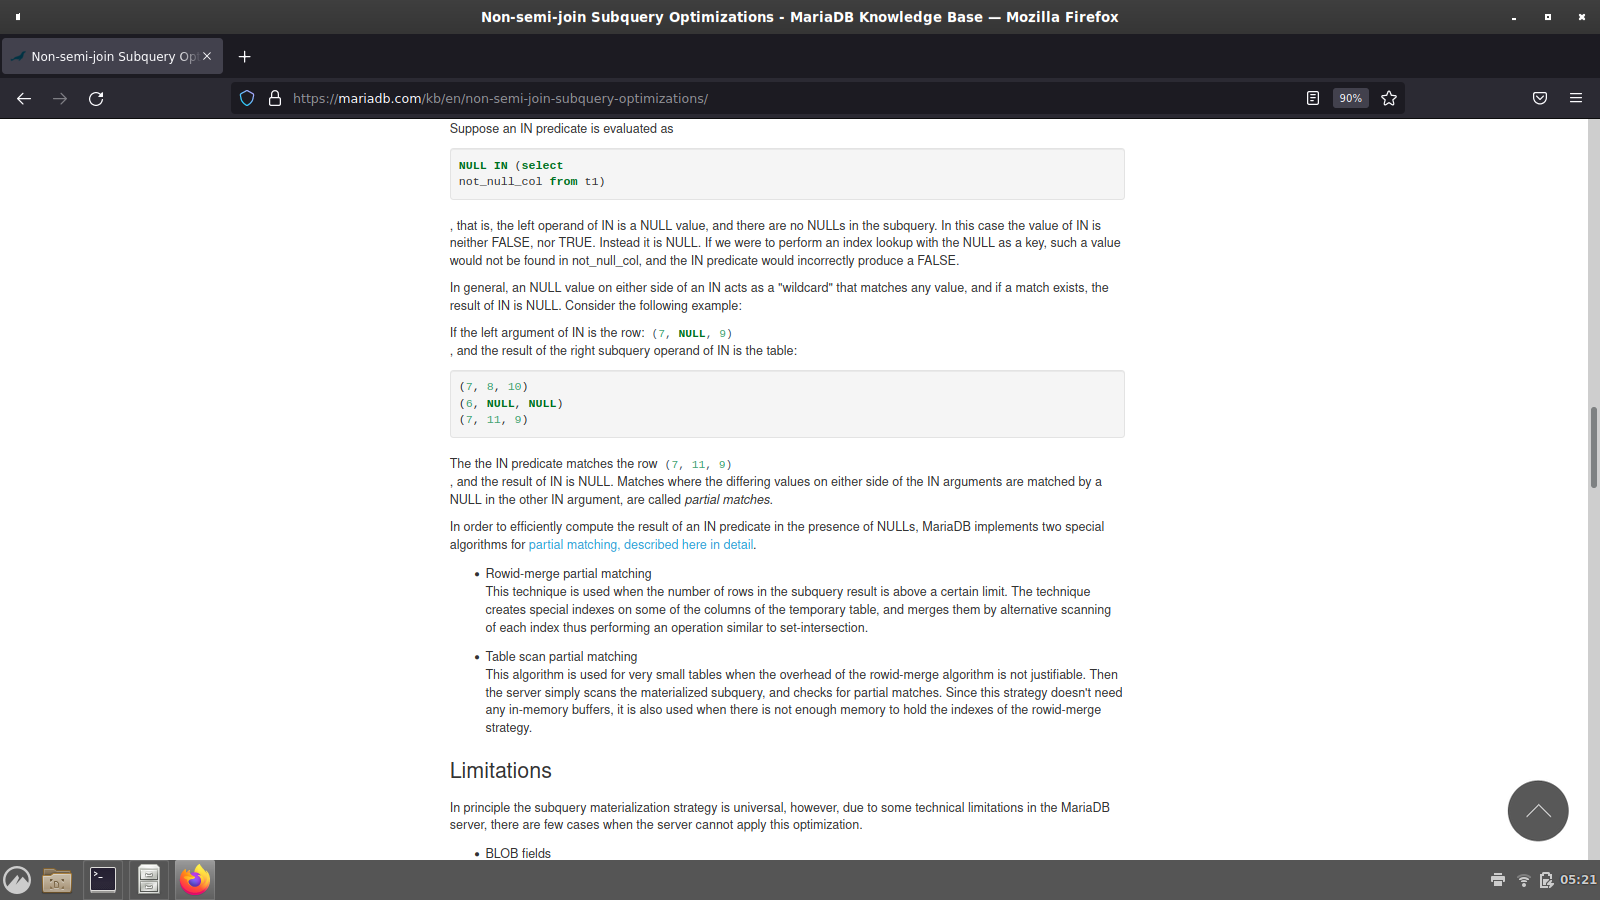 Non-semi-join Subquery Optimizations - MariaDB Knowledge Base — Mozilla Firefox
Non-semi-join Subquery Op
https://mariadb.com/kb/en/non-semi-join-subquery-optimizations/
90%
Suppose an IN predicate is evaluated as
NULL IN (select
not_null_col from t1)
, that is, the left operand of IN is a NULL value, and there are no NULLs in the subquery. In this case the value of IN is
neither FALSE, nor TRUE. Instead it is NULL. If we were to perform an index lookup with the NULL as a key, such a value
would not be found in not_null_col, and the IN predicate would incorrectly produce a FALSE.
In general, an NULL value on either side of an IN acts as a "wildcard" that matches any value, and if a match exists, the
result of IN is NULL. Consider the following example:
If the left argument of IN is the row: (7, NULL, 9)
, and the result of the right subquery operand of IN is the table:
(7, 8, 10)
(6, NULL, NULL)
(7, 11, 9)
The the IN predicate matches the row (7, 11, 9)
, and the result of IN is NULL. Matches where the differing values on either side of the IN arguments are matched by a
NULL in the other IN argument, are called partial matches.
In order to efficiently compute the result of an IN predicate in the presence of NULLs, MariaDB implements two special
algorithms for partial matching, described here in detail.
• Rowid-merge partial matching
This technique is used when the number of rows in the subquery result is above a certain limit. The technique
creates special indexes on some of the columns of the temporary table, and merges them by alternative scanning
of each index thus performing an operation similar to set-intersection.
• Table scan partial matching
This algorithm is used for very small tables when the overhead of the rowid-merge algorithm is not justifiable. Then
the server simply scans the materialized subquery, and checks for partial matches. Since this strategy doesn't need
any in-memory buffers, it is also used when there is not enough memory to hold the indexes of the rowid-merge
strategy.
Limitations
In principle the subquery materialization strategy is universal, however, due to some technical limitations in the MariaDB
server, there are few cases when the server cannot apply this optimization.
• BLOB fields
05:21